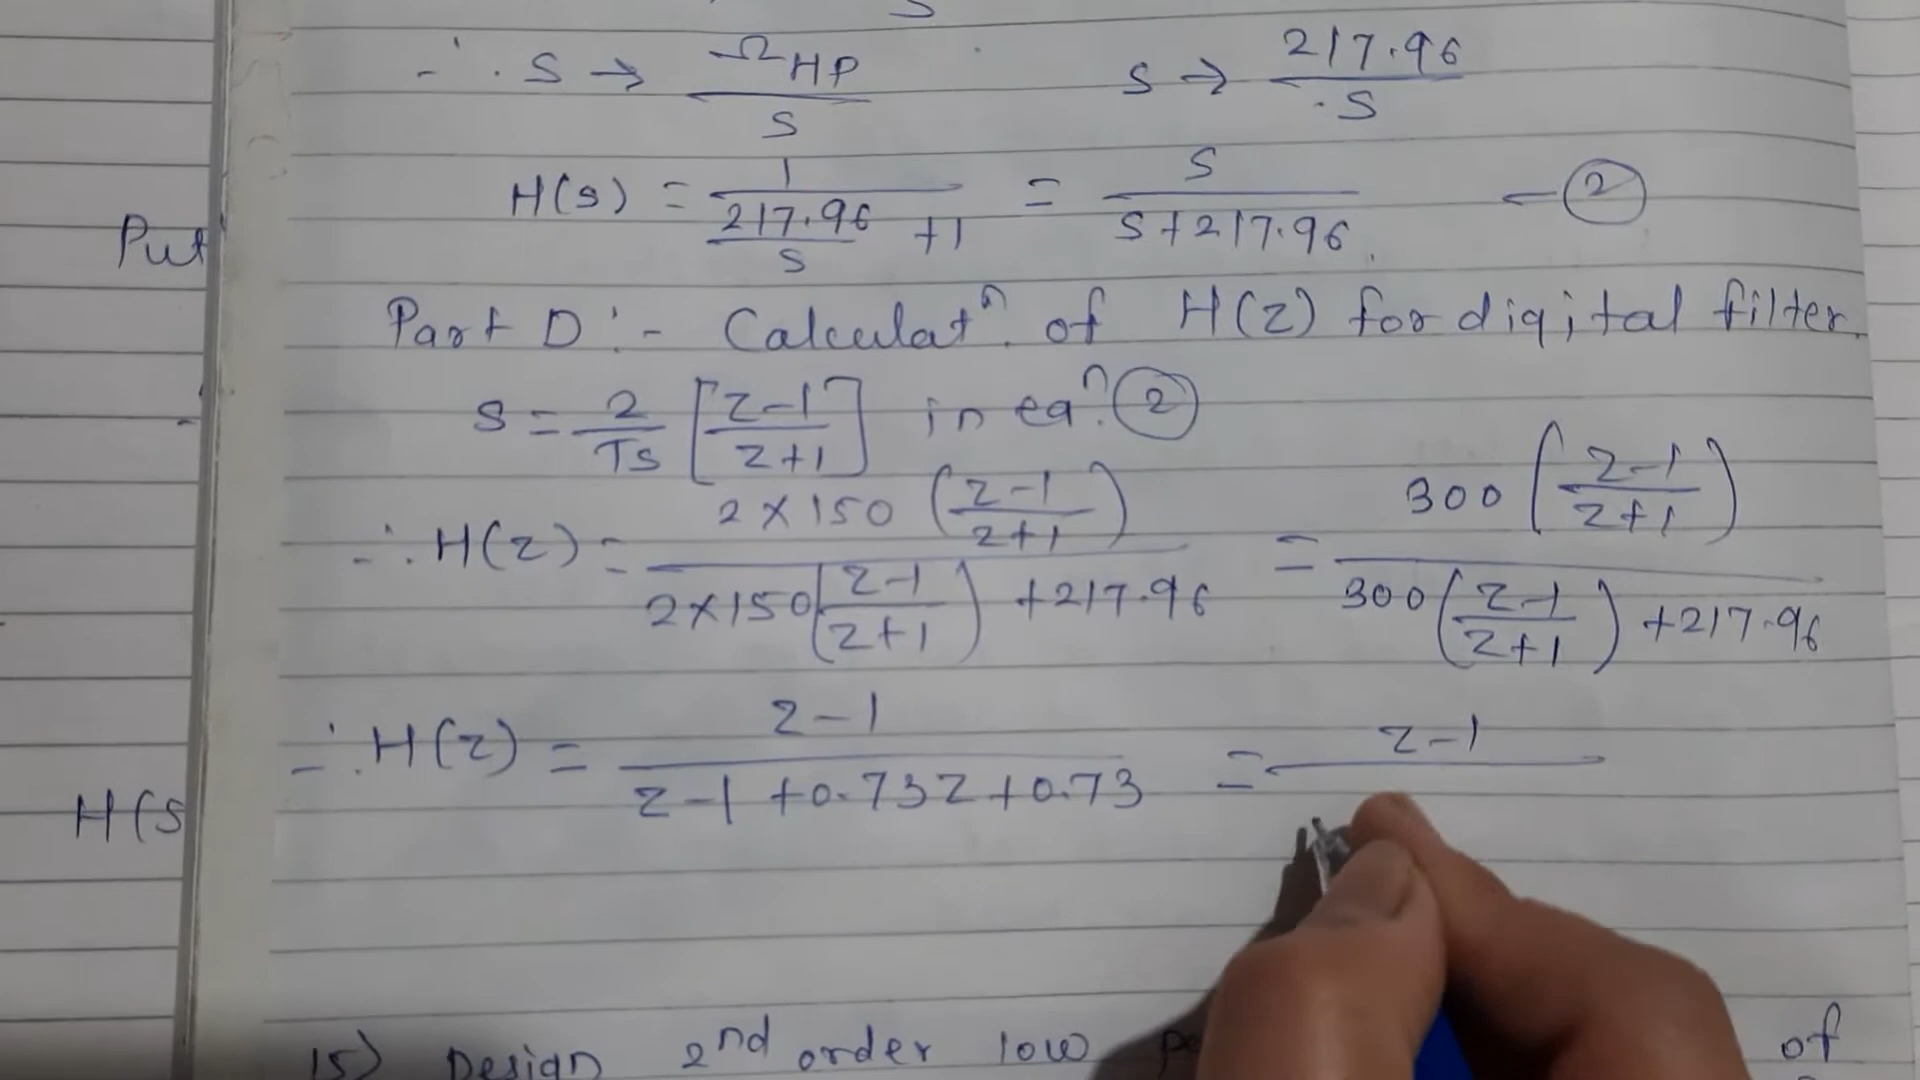 ∴ S → ΩHP / S    S → 217.96 / S
H(s) = 1 / (217.96/S + 1) = S / (S+217.96) — ②
Put
Part D :- Calculatⁿ. of H(z) for digital filter.
S = 2/Ts [z-1 / z+1] in eqⁿ. ②
∴ H(z) = 2×150 (z-1 / z+1) / (2×150 (z-1 / z+1) + 217.96) = 300 (z-1 / z+1) / (300 (z-1 / z+1) + 217.96)
∴ H(z) = z-1 / (z-1 +0.73z+0.73) = z-1 /
H(S
15) Design 2nd order low of